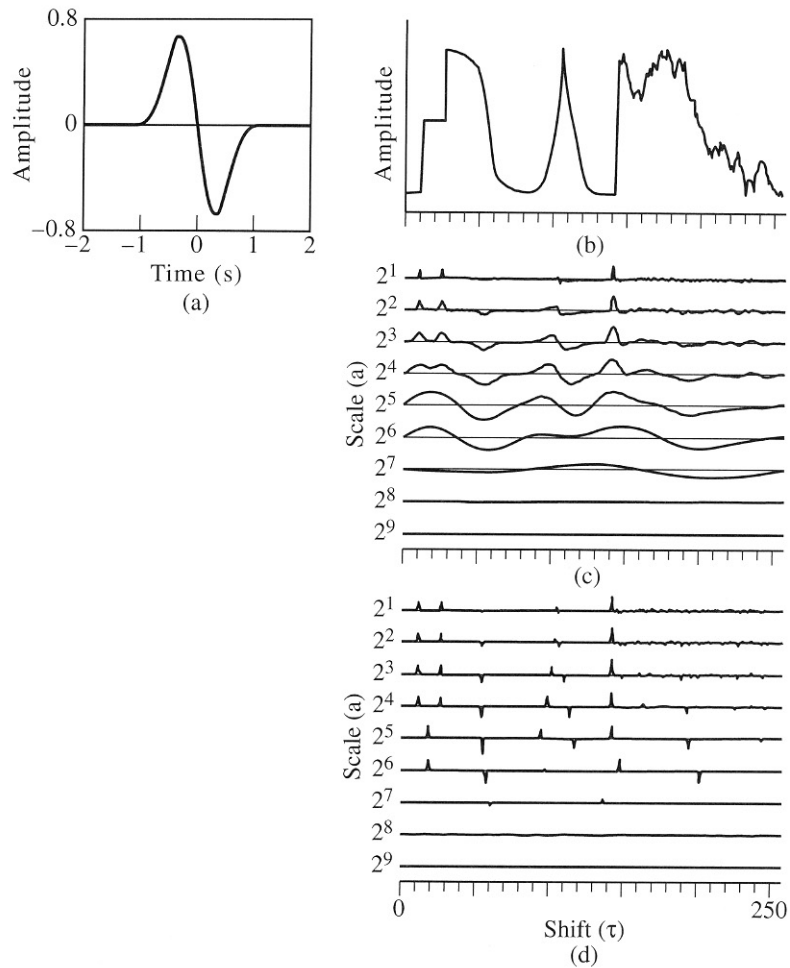 0.8
0
−0.8
Amplitude
−2 −1 0 1 2
Time (s)
(a)
Amplitude
(b)
Scale (a)
2¹
2²
2³
2⁴
2⁵
2⁶
2⁷
2⁸
2⁹
(c)
Scale (a)
2¹
2²
2³
2⁴
2⁵
2⁶
2⁷
2⁸
2⁹
0 250
Shift (τ)
(d)